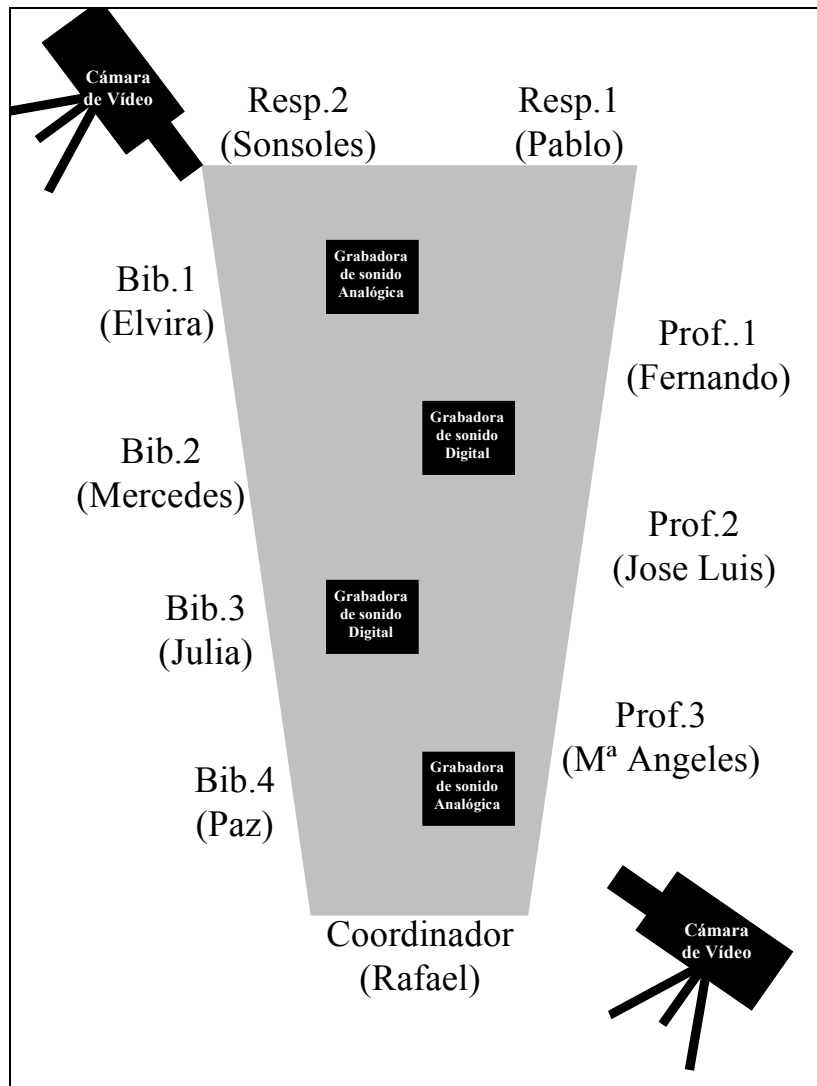 Cámara
de Vídeo
Resp.2
(Sonsoles)
Resp.1
(Pablo)
Grabadora
de sonido
Analógica
Bib.1
(Elvira)
Prof..1
(Fernando)
Grabadora
de sonido
Digital
Bib.2
(Mercedes)
Prof.2
(Jose Luis)
Grabadora
de sonido
Digital
Bib.3
(Julia)
Prof.3
(Mª Angeles)
Grabadora
de sonido
Analógica
Bib.4
(Paz)
Coordinador
(Rafael)
Cámara
de Vídeo